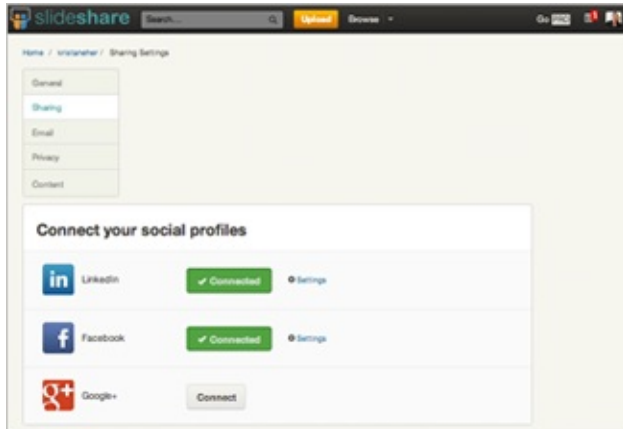 slideshare Search... Upload Browse Go PRO
Home / / Sharing Settings
General
Sharing
Email
Privacy
Content
Connect your social profiles
in LinkedIn ✓ Connected Settings
f Facebook ✓ Connected Settings
g+ Google+ Connect